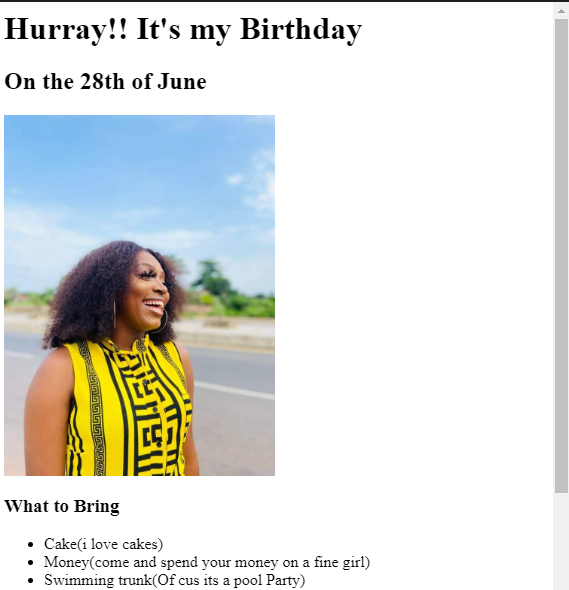 Hurray!! It's my Birthday
On the 28th of June
What to Bring
Cake(i love cakes)
Money(come and spend your money on a fine girl)
Swimming trunk(Of cus its a pool Party)